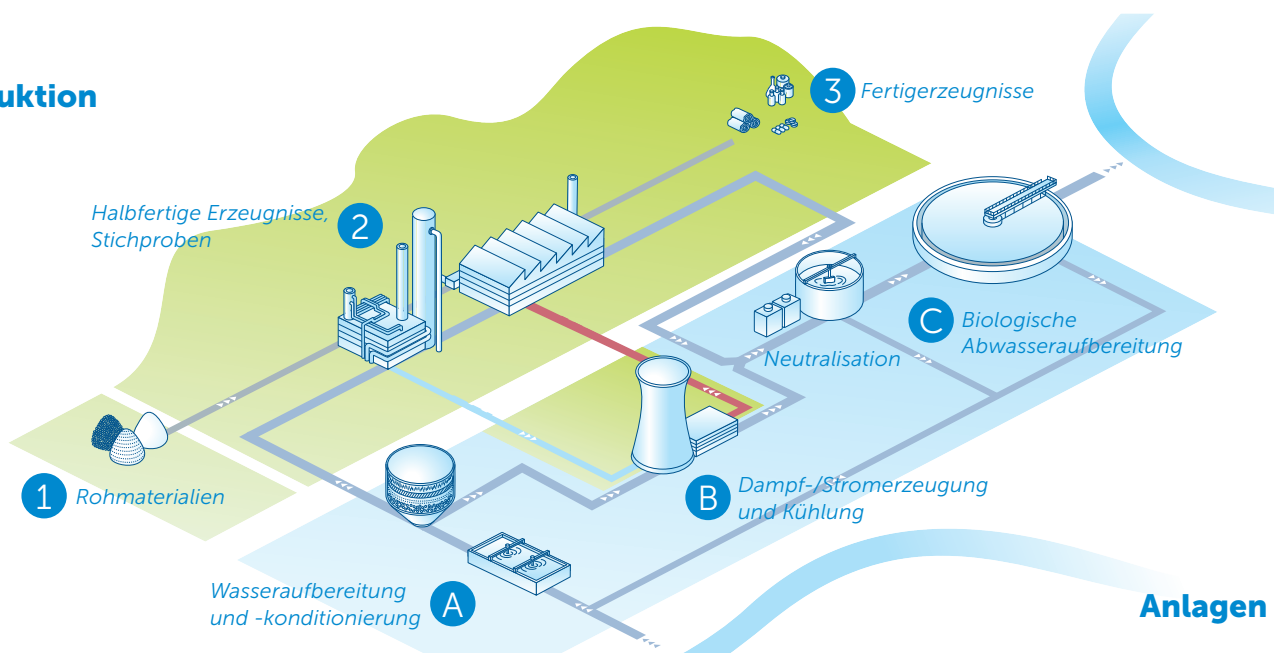 uktion
3 Fertigerzeugnisse
Halbfertige Erzeugnisse,
Stichproben
2
C Biologische
Abwasseraufbereitung
Neutralisation
1 Rohmaterialien
B Dampf-/Stromerzeugung
und Kühlung
Wasseraufbereitung
und -konditionierung
A
Anlagen